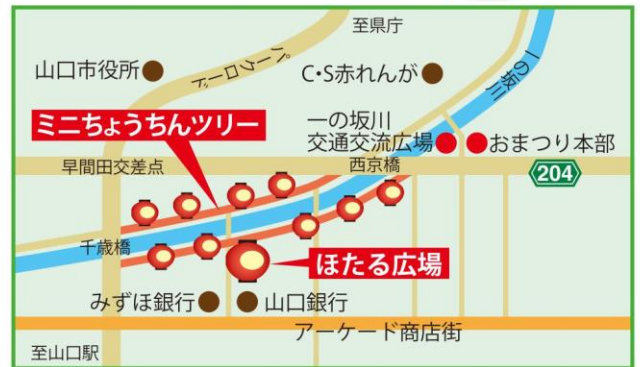 至県庁
山口市役所
パークロード
C・S赤れんが
一の坂川
ミニちょうちんツリー
一の坂川
交通交流広場
おまつり本部
早間田交差点
西京橋
204
千歳橋
ほたる広場
みずほ銀行
山口銀行
アーケード商店街
至山口駅